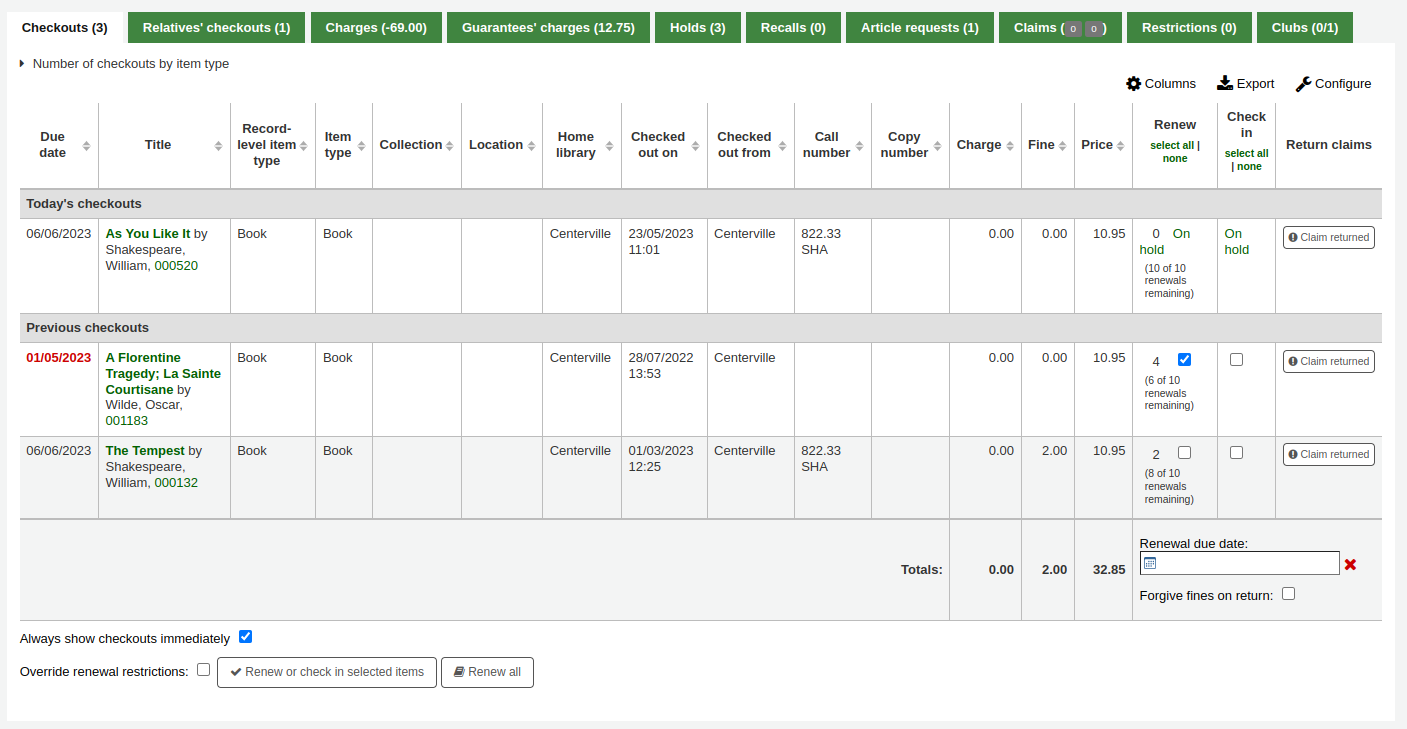 Checkouts (3) Relatives' checkouts (1) Charges (-69.00) Guarantees' charges (12.75) Holds (3) Recalls (0) Article requests (1) Claims (0 0) Restrictions (0) Clubs (0/1)
Number of checkouts by item type
Columns Export Configure
Due date Title Record-level item type Item type Collection Location Home library Checked out on Checked out from Call number Copy number Charge Fine Price Renew select all | none Check in select all | none Return claims
Today's checkouts
06/06/2023 As You Like It by Shakespeare, William, 000520 Book Book Centerville 23/05/2023 11:01 Centerville 822.33 SHA 0.00 0.00 10.95 0 On hold (10 of 10 renewals remaining) On hold Claim returned
Previous checkouts
01/05/2023 A Florentine Tragedy; La Sainte Courtisane by Wilde, Oscar, 001183 Book Book Centerville 28/07/2022 13:53 Centerville 0.00 0.00 10.95 4 (6 of 10 renewals remaining) Claim returned
06/06/2023 The Tempest by Shakespeare, William, 000132 Book Book Centerville 01/03/2023 12:25 Centerville 822.33 SHA 0.00 2.00 10.95 2 (8 of 10 renewals remaining) Claim returned
Totals: 0.00 2.00 32.85
Renewal due date:
Forgive fines on return:
Always show checkouts immediately
Override renewal restrictions: Renew or check in selected items Renew all